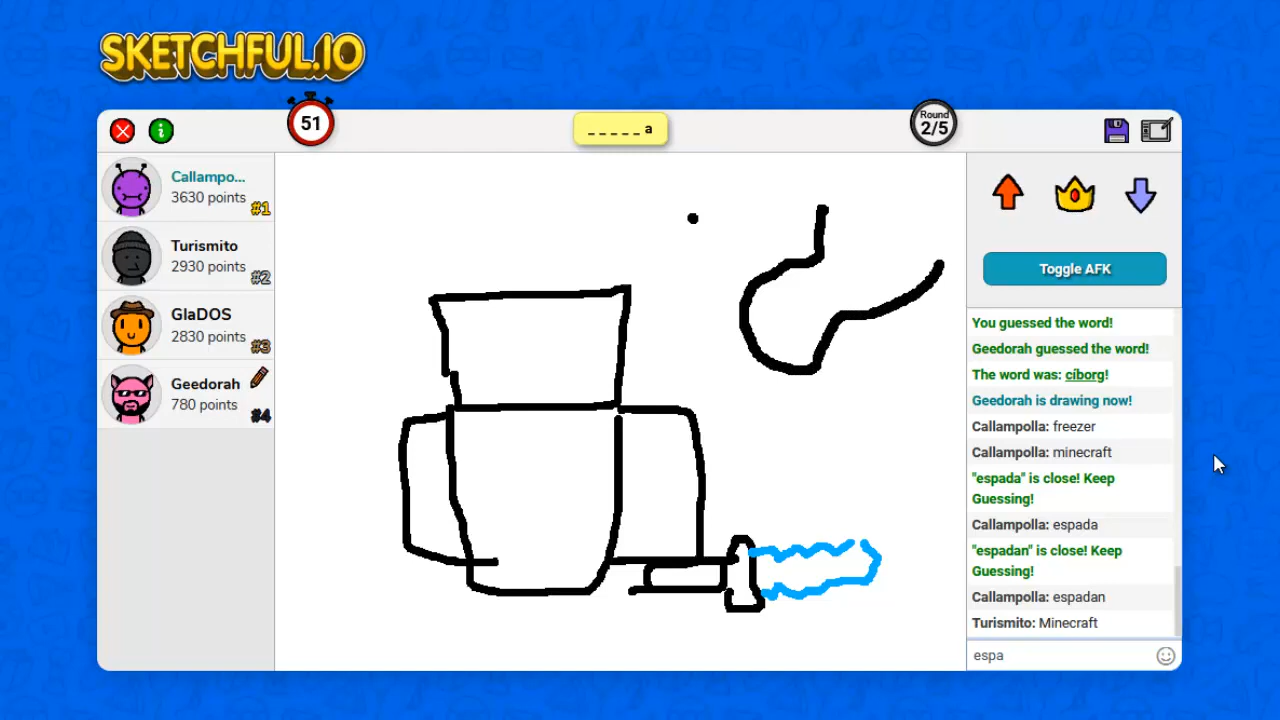 SKETCHFUL.IO
51
_ _ _ _ _ a
Round
2/5
Callampo...
3630 points
#1
Turismito
2930 points
#2
GlaDOS
2830 points
#3
Geedorah
780 points
#4
Toggle AFK
You guessed the word!
Geedorah guessed the word!
The word was: cíborg!
Geedorah is drawing now!
Callampolla: freezer
Callampolla: minecraft
"espada" is close! Keep
Guessing!
Callampolla: espada
"espadan" is close! Keep
Guessing!
Callampolla: espadan
Turismito: Minecraft
espa